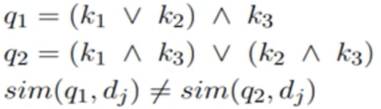 q1 = (k1 ∨ k2) ∧ k3
q2 = (k1 ∧ k3) ∨ (k2 ∧ k3)
sim(q1, dj) ≠ sim(q2, dj)